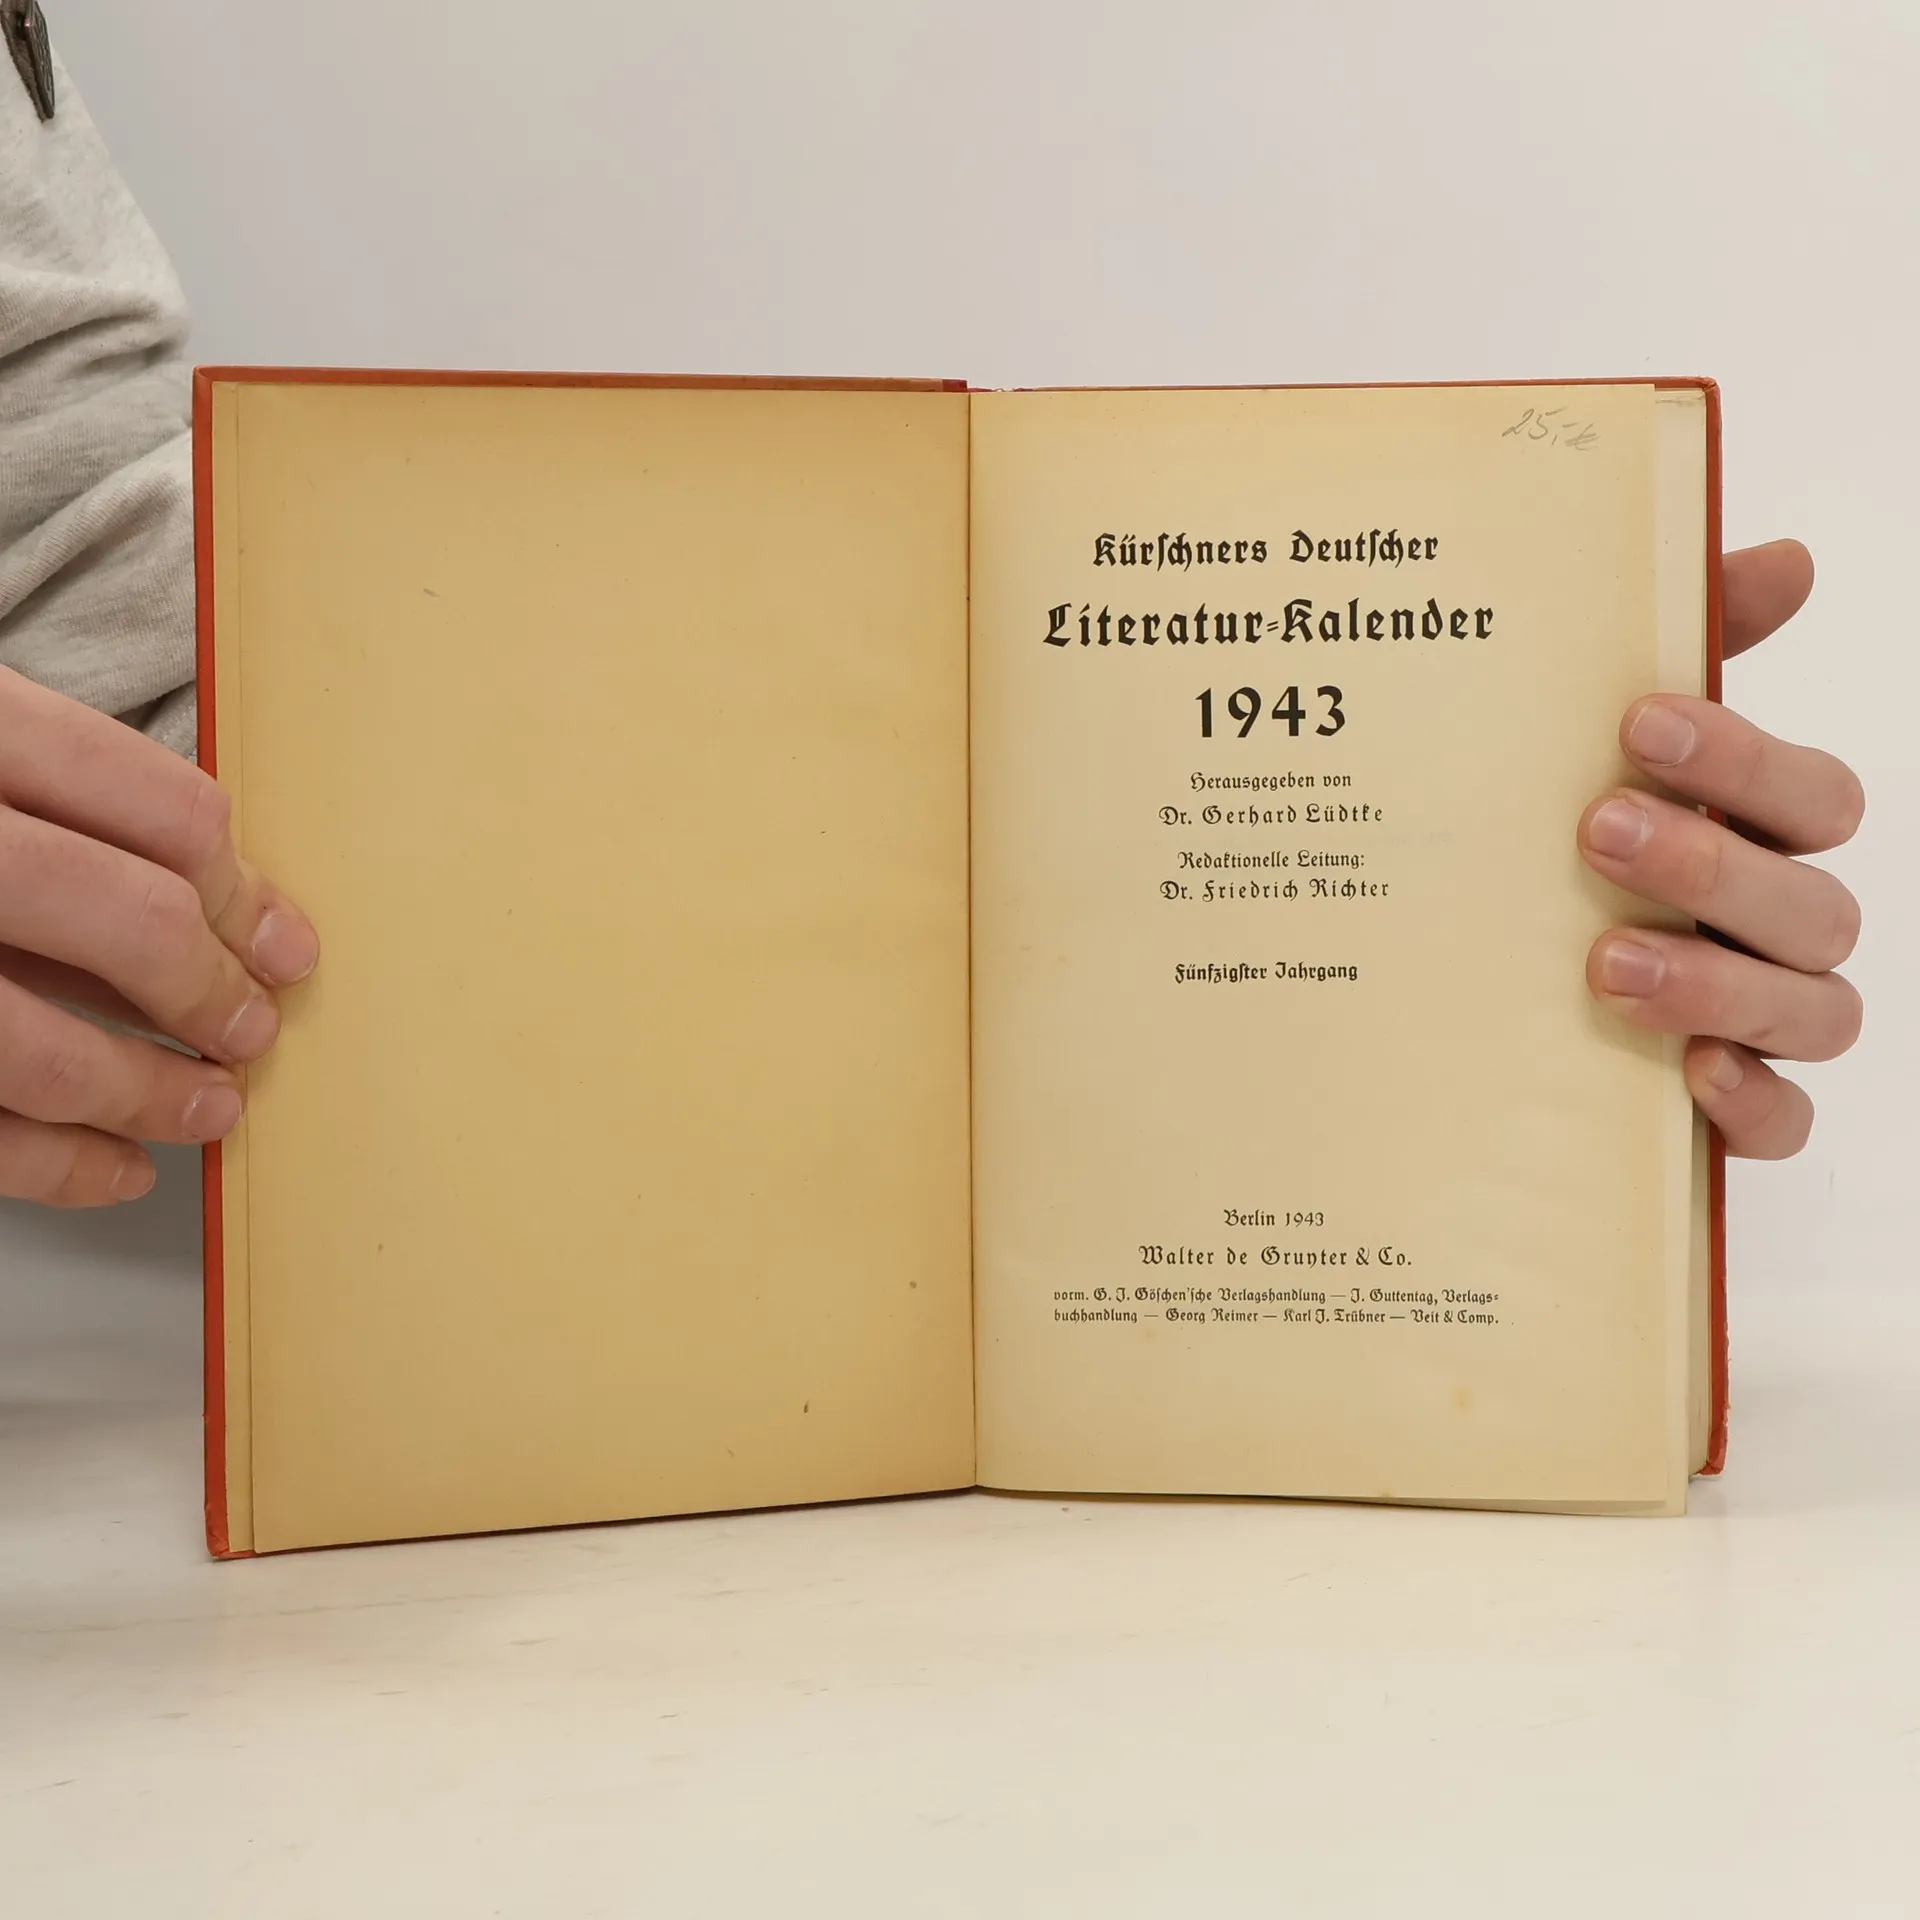 25,-
Kürſchners Deutſcher
Literatur=Kalender
1943
Herausgegeben von
Dr. Gerhard Lüdtke
Redaktionelle Leitung:
Dr. Friedrich Richter
Fünfzigſter Jahrgang
Berlin 1943
Walter de Gruyter & Co.
vorm. G. J. Göſchen'ſche Verlagshandlung — J. Guttentag, Verlags=
buchhandlung — Georg Reimer — Karl J. Trübner — Veit & Comp.